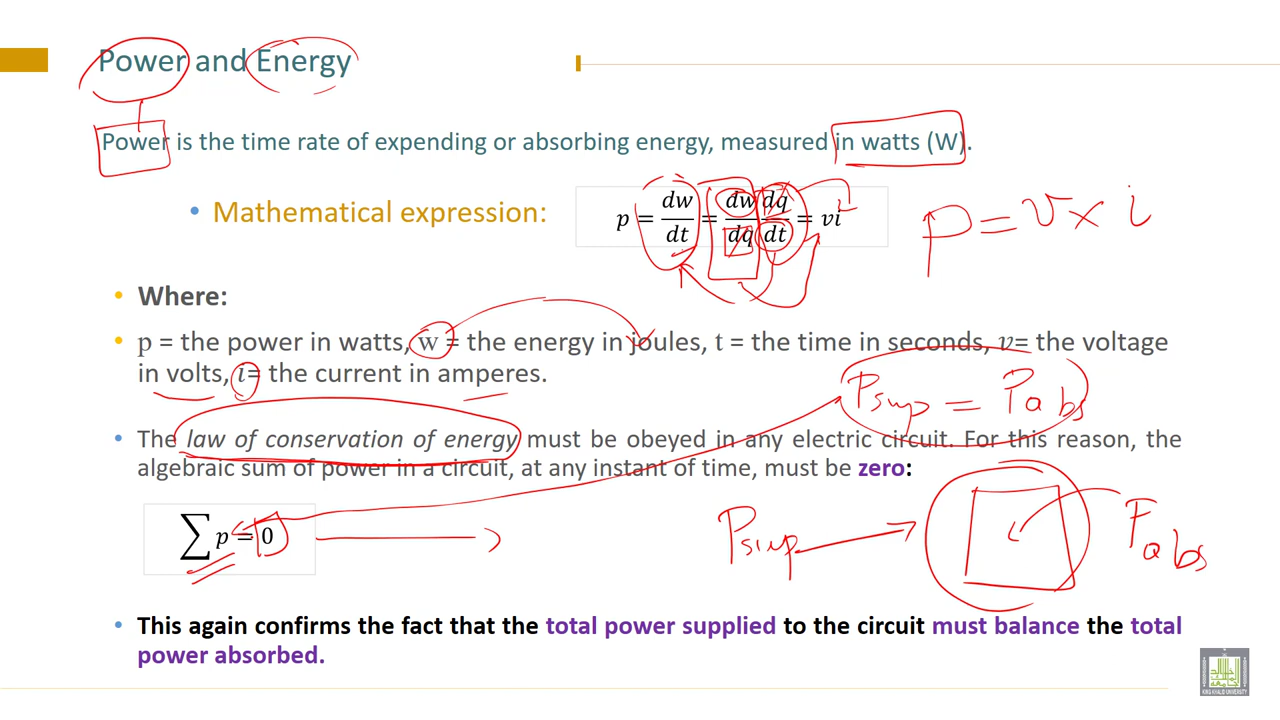 Power and Energy
Power is the time rate of expending or absorbing energy, measured in watts (W).
• Mathematical expression: p = dw/dt = dw/dq dq/dt = vi
p = v × i
• Where:
• p = the power in watts, w = the energy in joules, t = the time in seconds, v= the voltage
in volts, i= the current in amperes.
Psup = Pabs
• The law of conservation of energy must be obeyed in any electric circuit. For this reason, the
algebraic sum of power in a circuit, at any instant of time, must be zero:
∑ p = 0
Psup
Pabs
• This again confirms the fact that the total power supplied to the circuit must balance the total
power absorbed.
KING KHALID UNIVERSITY